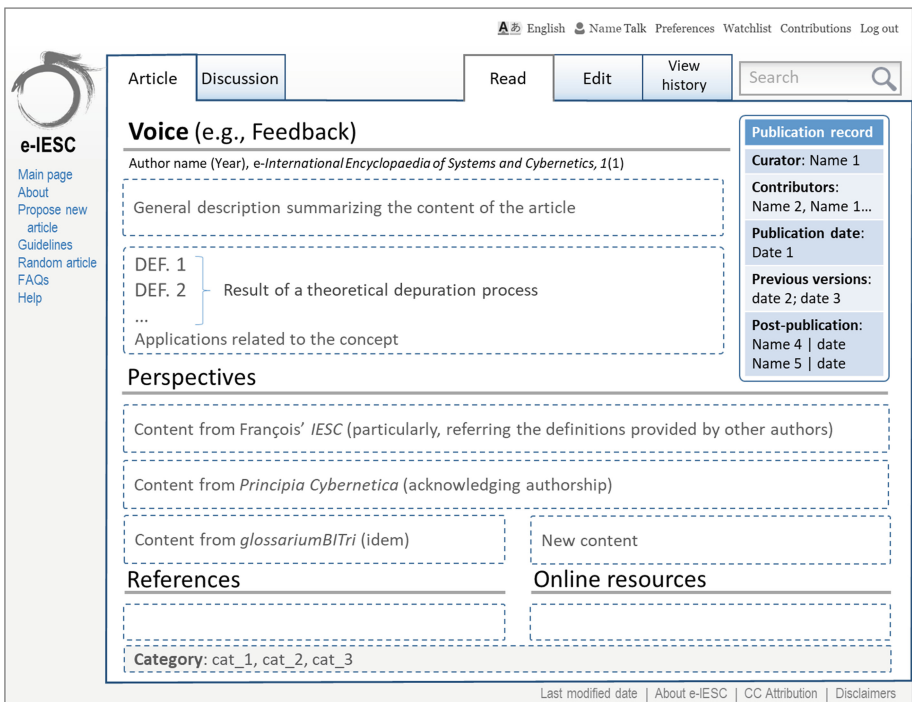 Aあ English Name Talk Preferences Watchlist Contributions Log out
Article
Discussion
Read
Edit
View
history
Search
e-IESC
Main page
About
Propose new
article
Guidelines
Random article
FAQs
Help
Voice (e.g., Feedback)
Author name (Year), e-International Encyclopaedia of Systems and Cybernetics, 1(1)
General description summarizing the content of the article
DEF. 1
DEF. 2
...
Result of a theoretical depuration process
Applications related to the concept
Publication record
Curator: Name 1
Contributors:
Name 2, Name 1...
Publication date:
Date 1
Previous versions:
date 2; date 3
Post-publication:
Name 4 | date
Name 5 | date
Perspectives
Content from François' IESC (particularly, referring the definitions provided by other authors)
Content from Principia Cybernetica (acknowledging authorship)
Content from glossariumBITri (idem)
New content
References
Online resources
Category: cat_1, cat_2, cat_3
Last modified date | About e-IESC | CC Attribution | Disclaimers